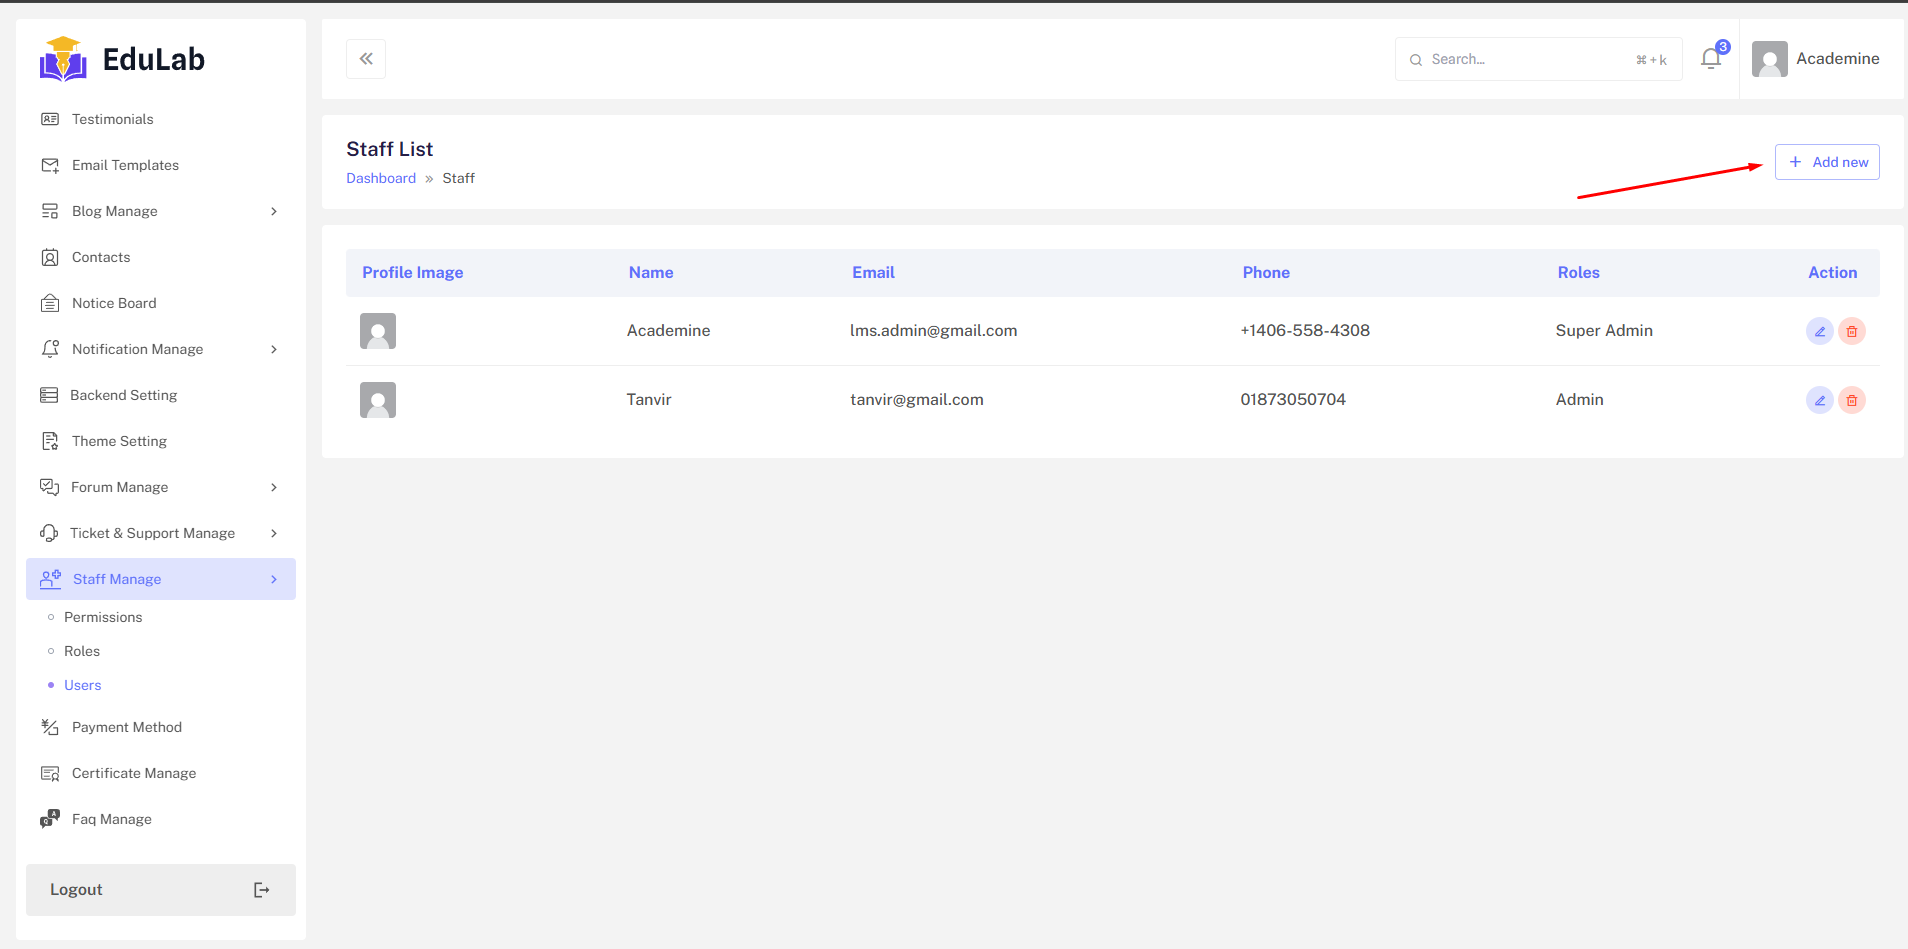 EduLab
Testimonials
Email Templates
Blog Manage
Contacts
Notice Board
Notification Manage
Backend Setting
Theme Setting
Forum Manage
Ticket & Support Manage
Staff Manage
Permissions
Roles
Users
Payment Method
Certificate Manage
Faq Manage
Logout
Search... ⌘+k
3
Academine
Staff List
Dashboard » Staff
+ Add new
Profile Image Name Email Phone Roles Action
Academine lms.admin@gmail.com +1406-558-4308 Super Admin
Tanvir tanvir@gmail.com 01873050704 Admin